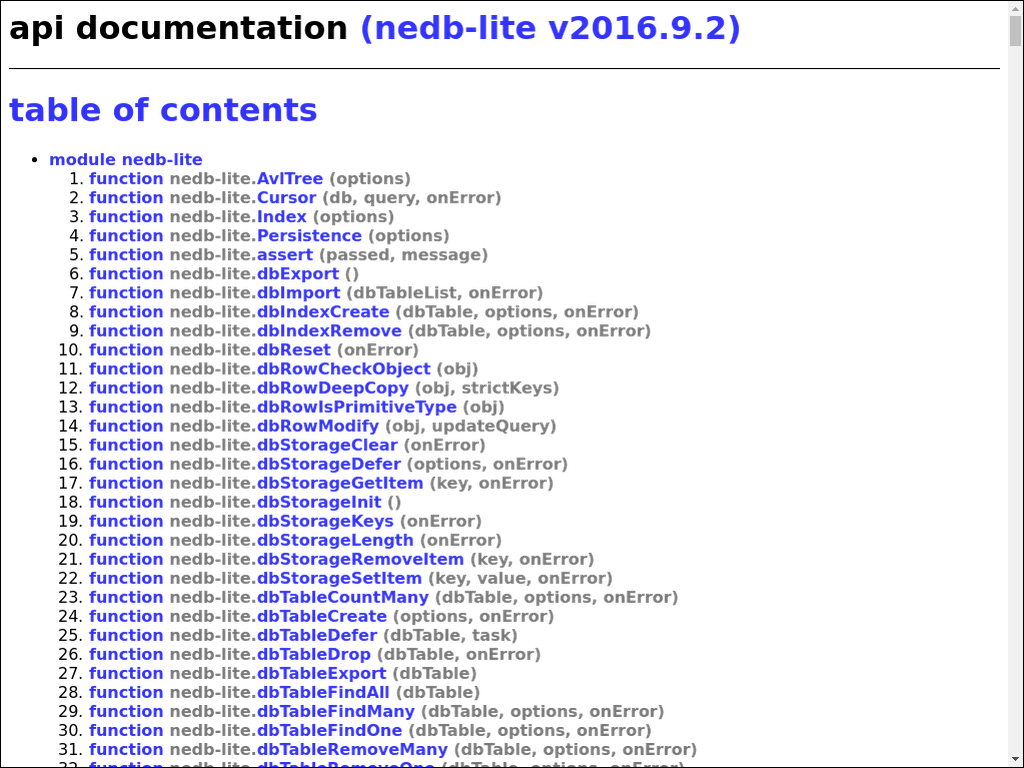 api documentation (nedb-lite v2016.9.2)
table of contents
• module nedb-lite
1. function nedb-lite.AvlTree (options)
2. function nedb-lite.Cursor (db, query, onError)
3. function nedb-lite.Index (options)
4. function nedb-lite.Persistence (options)
5. function nedb-lite.assert (passed, message)
6. function nedb-lite.dbExport ()
7. function nedb-lite.dbImport (dbTableList, onError)
8. function nedb-lite.dbIndexCreate (dbTable, options, onError)
9. function nedb-lite.dbIndexRemove (dbTable, options, onError)
10. function nedb-lite.dbReset (onError)
11. function nedb-lite.dbRowCheckObject (obj)
12. function nedb-lite.dbRowDeepCopy (obj, strictKeys)
13. function nedb-lite.dbRowIsPrimitiveType (obj)
14. function nedb-lite.dbRowModify (obj, updateQuery)
15. function nedb-lite.dbStorageClear (onError)
16. function nedb-lite.dbStorageDefer (options, onError)
17. function nedb-lite.dbStorageGetItem (key, onError)
18. function nedb-lite.dbStorageInit ()
19. function nedb-lite.dbStorageKeys (onError)
20. function nedb-lite.dbStorageLength (onError)
21. function nedb-lite.dbStorageRemoveItem (key, onError)
22. function nedb-lite.dbStorageSetItem (key, value, onError)
23. function nedb-lite.dbTableCountMany (dbTable, options, onError)
24. function nedb-lite.dbTableCreate (options, onError)
25. function nedb-lite.dbTableDefer (dbTable, task)
26. function nedb-lite.dbTableDrop (dbTable, onError)
27. function nedb-lite.dbTableExport (dbTable)
28. function nedb-lite.dbTableFindAll (dbTable)
29. function nedb-lite.dbTableFindMany (dbTable, options, onError)
30. function nedb-lite.dbTableFindOne (dbTable, options, onError)
31. function nedb-lite.dbTableRemoveMany (dbTable, options, onError)
32. function nedb-lite.dbTableRemoveOne (dbTable, options, onError)